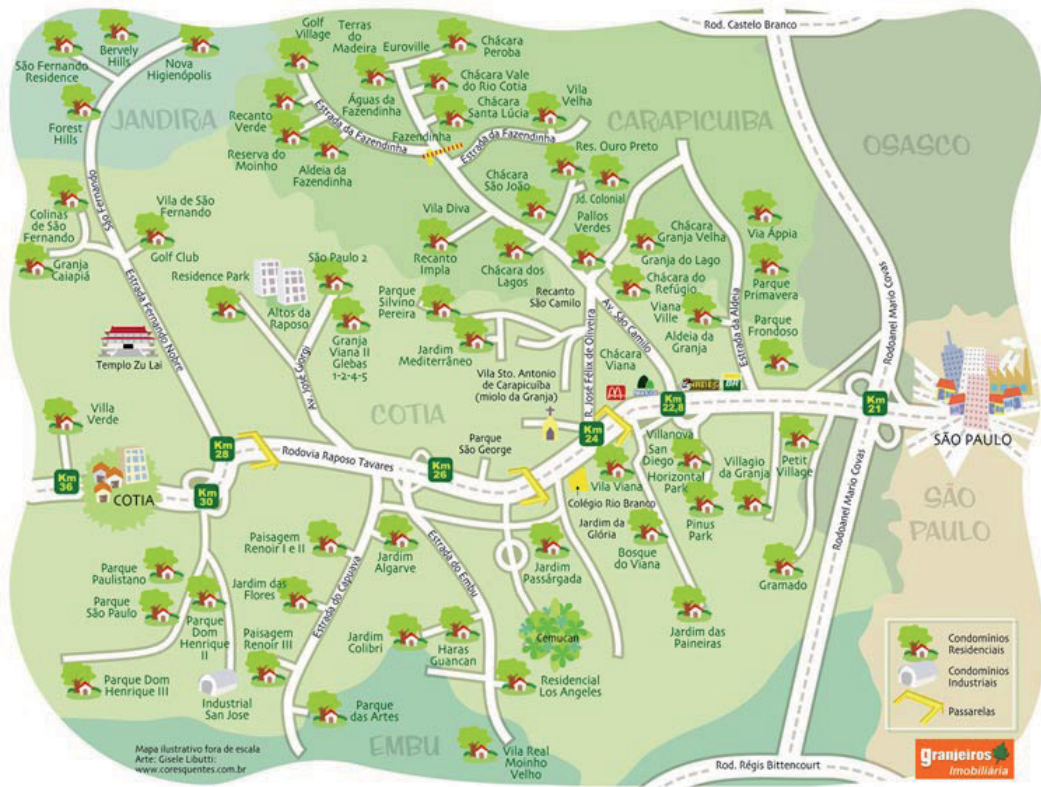 Rod. Castelo Branco
São Fernando
Residence
Bervely
Hills
Nova
Higienópolis
Forest
Hills
JANDIRA
Golf
Village
Terras
do
Madeira
Euroville
Chácara
Peroba
Águas da
Fazendinha
Chácara Vale
do Rio Cotia
Chácara
Santa Lúcia
Vila
Velha
Recanto
Verde
Reserva do
Moinho
Aldeia da
Fazendinha
Estrada da Fazendinha
Fazendinha
Estrada da Fazendinha
CARAPICUIBA
OSASCO
São Fernando
Colinas
de São
Fernando
Granja
Caiapiá
Vila de São
Fernando
Golf Club
Estrada Fernando Nobre
Templo Zu Lai
Residence Park
Altos da
Raposo
São Paulo 2
Granja
Viana II
Glebas
1-2-4-5
Av. José Giorgi
Vila Diva
Recanto
Impla
Chácara
São João
Chácara dos
Lagos
Res. Ouro Preto
Jd. Colonial
Pallos
Verdes
Chácara
Granja Velha
Granja do Lago
Chácara do
Refúgio
Viana
Ville
Aldeia da
Granja
Estrada da Aldeia
Via Áppia
Parque
Primavera
Parque
Frondoso
Rodoanel Mario Covas
Parque
Silvino
Pereira
Jardim
Mediterrâneo
Recanto
São Camilo
Av. São Camilo
R. José Félix de Oliveira
Vila Sto. Antonio
de Carapicuíba
(miolo da Granja)
Chácara
Viana
BR
Km
22,8
Km
21
SÃO PAULO
SÃO
PAULO
COTIA
Villa
Verde
Km
36
COTIA
Km
30
Km
28
Rodovia Raposo Tavares
Km
26
Parque
São George
Km
24
Vila Viana
Colégio Rio Branco
Villanova
San
Diego
Horizontal
Park
Villagio
da Granja
Petit
Village
Pinus
Park
Gramado
Rodoanel Mario Covas
Parque
Paulistano
Parque
São Paulo
Parque
Dom
Henrique
II
Parque Dom
Henrique III
Industrial
San Jose
Paisagem
Renoir I e II
Jardim das
Flores
Paisagem
Renoir III
Jardim
Algarve
Estrada do Capuava
Estrada do Embu
Jardim
Colibri
Haras
Guancan
Parque
das Artes
EMBU
Vila Real
Moinho
Velho
Residencial
Los Angeles
Cemucan
Jardim
Passárgada
Jardim da
Glória
Bosque
do Viana
Jardim das
Paineiras
Condomínios
Residenciais
Condomínios
Industriais
Passarelas
Mapa ilustrativo fora de escala
Arte: Gisele Libutti:
www.coresquentes.com.br
Rod. Régis Bittencourt
granjeiros
Imobiliária